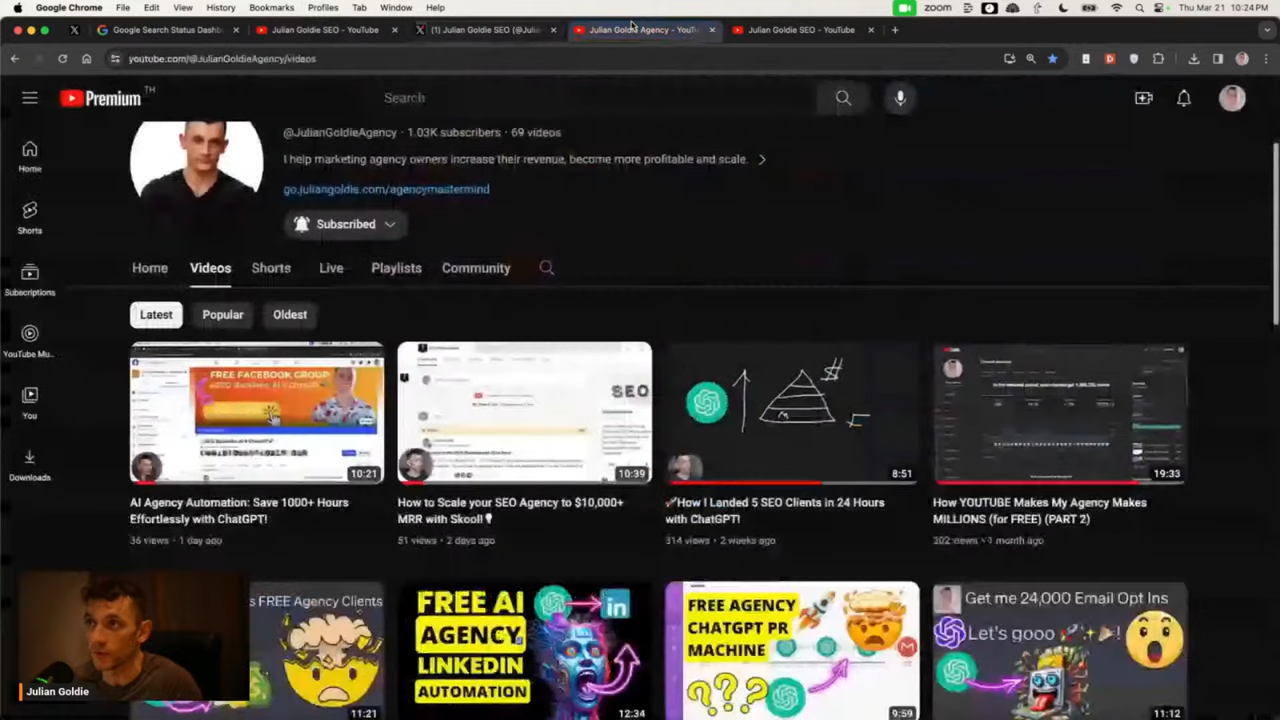 Google Chrome File Edit View History Bookmarks Profiles Tab Window Help zoom Thu Mar 21 10:24 PM
Google Search Status Dashb Julian Goldie SEO - YouTube (1) Julian Goldie SEO (@Julia Julian Goldie Agency - YouTu Julian Goldie SEO - YouTube
youtube.com/@JulianGoldieAgency/videos
Premium TH
Search
@JulianGoldieAgency · 1.03K subscribers · 69 videos
I help marketing agency owners increase their revenue, become more profitable and scale.
go.juliangoldie.com/agencymastermind
Subscribed
Home
Shorts
Subscriptions
YouTube Mu...
You
Downloads
Home Videos Shorts Live Playlists Community
Latest Popular Oldest
FREE FACEBOOK GROUP
10:21
SEO
10:39
$
8:51
19:33
AI Agency Automation: Save 1000+ Hours
Effortlessly with ChatGPT!
36 views · 1 day ago
How to Scale your SEO Agency to $10,000+
MRR with Skool!
51 views · 2 days ago
🚀How I Landed 5 SEO Clients in 24 Hours
with ChatGPT!
314 views · 2 weeks ago
How YOUTUBE Makes My Agency Makes
MILLIONS (for FREE) (PART 2)
302 views · 1 month ago
s FREE Agency Clients
11:21
FREE AI
AGENCY
LINKEDIN
AUTOMATION
in
12:34
FREE AGENCY
CHATGPT PR
MACHINE
????
9:59
Get me 24,000 Email Opt Ins
Let's gooo
11:12
Julian Goldie